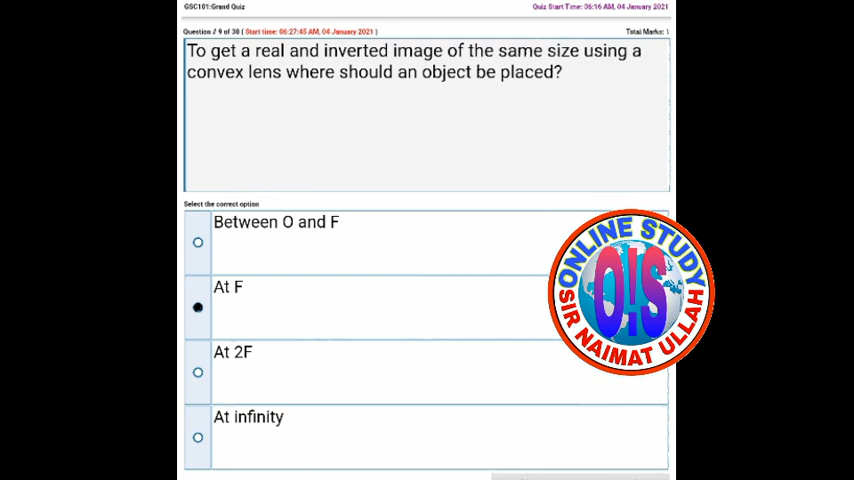 GSC101:Grand Quiz
Quiz Start Time: 06:16 AM, 04 January 2021
Question # 9 of 30 ( Start time: 06:27:45 AM, 04 January 2021 )
Total Marks: 1
To get a real and inverted image of the same size using a
convex lens where should an object be placed?
Select the correct option
Between O and F
At F
At 2F
At infinity
ONLINE STUDY
O!S
SIR NAIMAT ULLAH